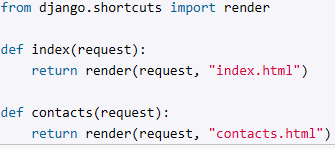 from django.shortcuts import render

def index(request):
    return render(request, "index.html")

def contacts(request):
    return render(request, "contacts.html")